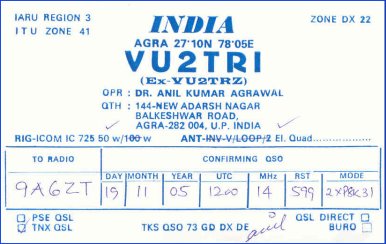 IARU REGION 3
ITU ZONE 41
INDIA
ZONE DX 22
AGRA 27°10N 78°05E
VU2TRI
(Ex-VU2TRZ)
OPR : DR. ANIL KUMAR AGRAWAL
QTH : 144-NEW ADARSH NAGAR
BALKESHWAR ROAD,
AGRA-282 004, U.P. INDIA
RIG-ICOM IC 725 50 w/100 w ANT-INV V/LOOP/2 El. Quad
TO RADIO CONFIRMING QSO
DAY MONTH YEAR UTC MHz RST MODE
9A6ZT 19 11 05 1200 14 599 2xPSK31
PSE QSL
TNX QSL
TKS QSO 73 GD DX DE anil
QSL DIRECT
BURO